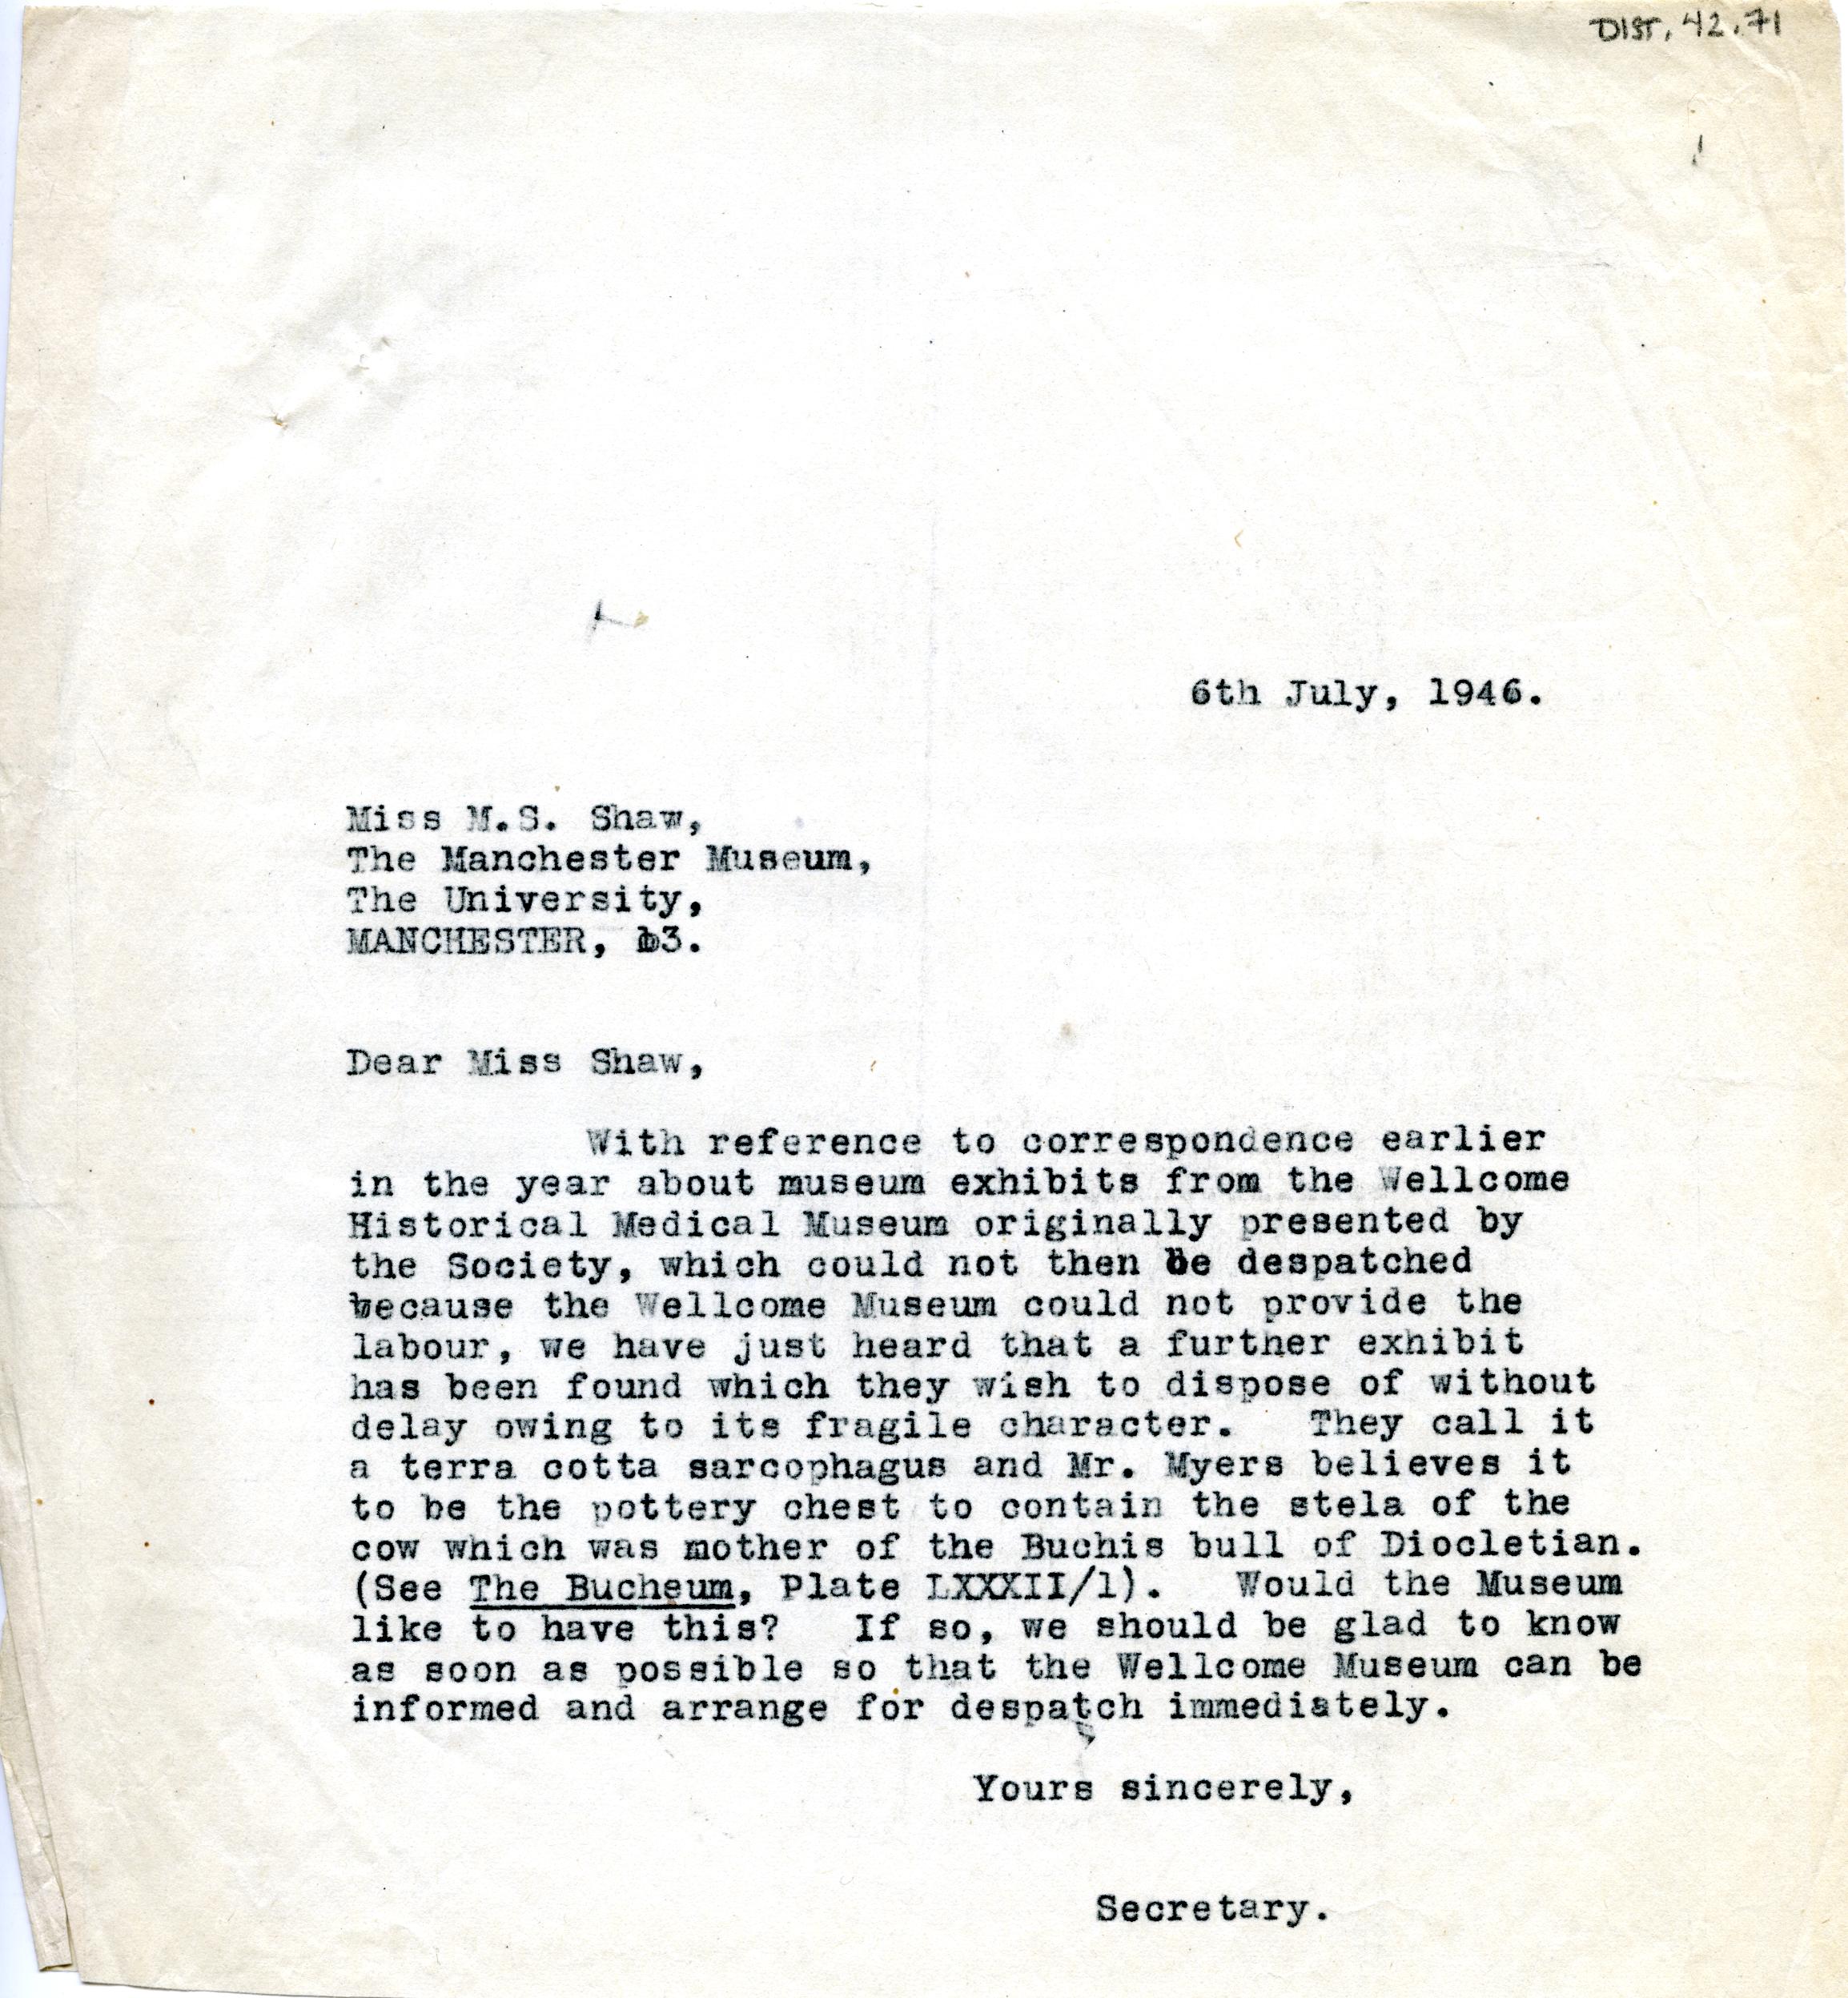 DIST. 42.71
6th July, 1946.
Miss M.S. Shaw,
The Manchester Museum,
The University,
MANCHESTER, 13.
Dear Miss Shaw,
With reference to correspondence earlier
in the year about museum exhibits from the Wellcome
Historical Medical Museum originally presented by
the Society, which could not then be despatched
because the Wellcome Museum could not provide the
labour, we have just heard that a further exhibit
has been found which they wish to dispose of without
delay owing to its fragile character. They call it
a terra cotta sarcophagus and Mr. Myers believes it
to be the pottery chest to contain the stela of the
cow which was mother of the Buchis bull of Diocletian.
(See The Bucheum, Plate LXXXII/1). Would the Museum
like to have this? If so, we should be glad to know
as soon as possible so that the Wellcome Museum can be
informed and arrange for despatch immediately.
Yours sincerely,
Secretary.